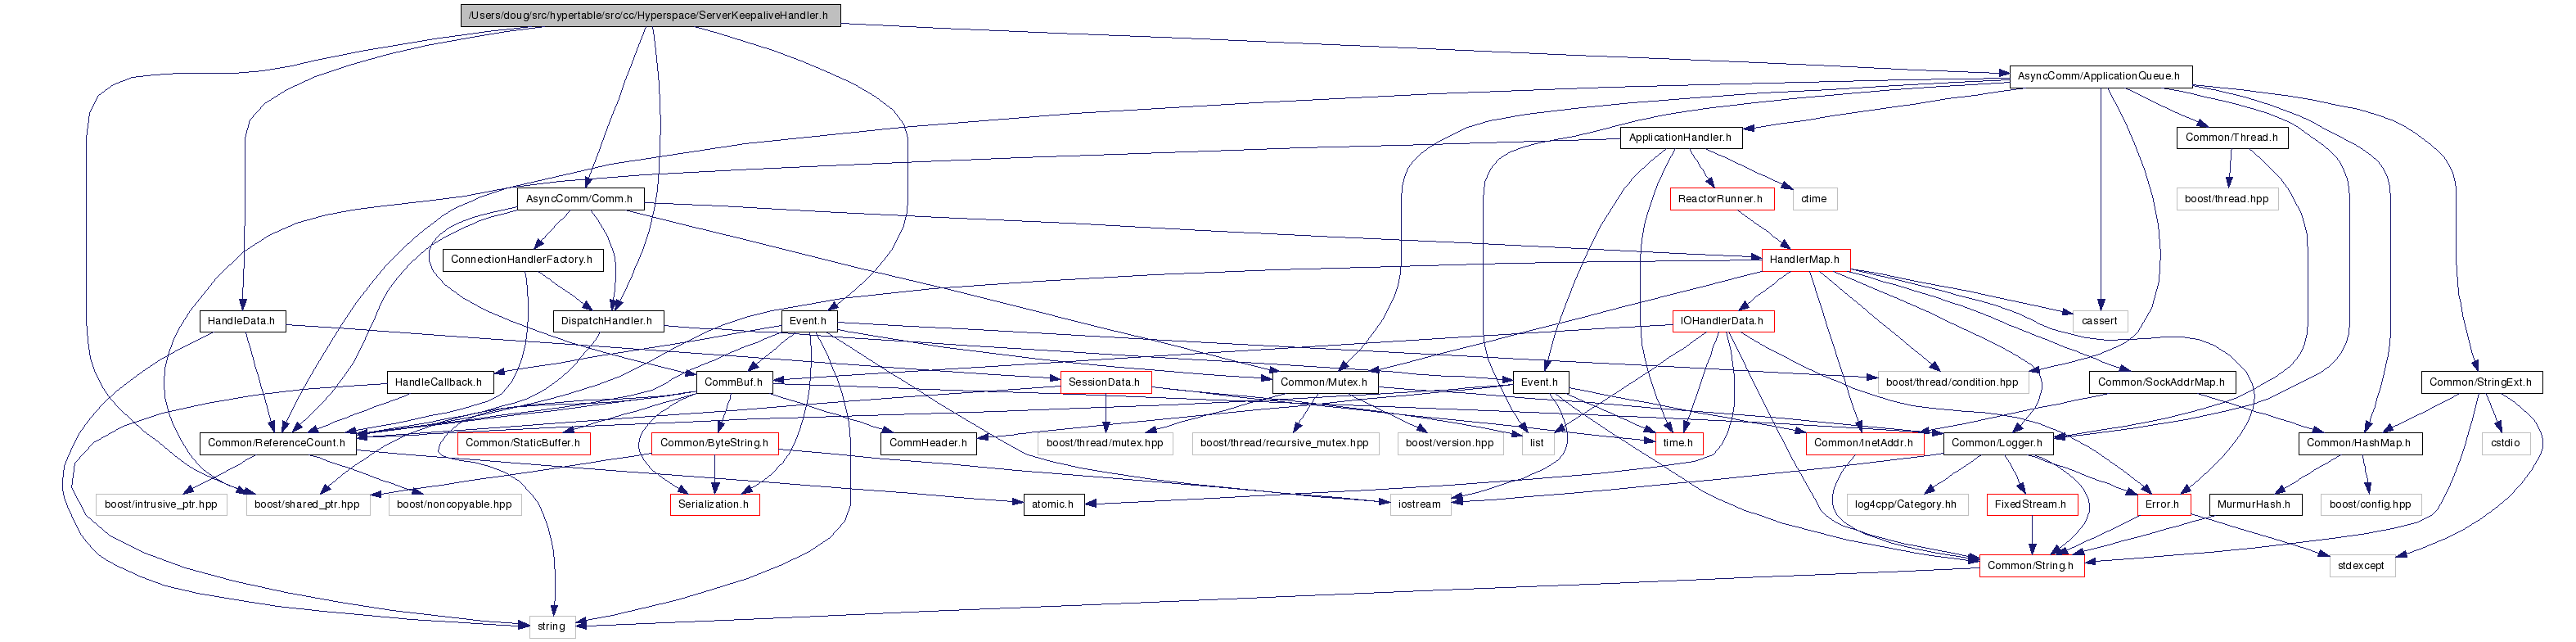 /Users/doug/src/hypertable/src/cc/Hyperspace/ServerKeepaliveHandler.h
AsyncComm/ApplicationQueue.h
ApplicationHandler.h
Common/Thread.h
AsyncComm/Comm.h
ReactorRunner.h
ctime
boost/thread.hpp
ConnectionHandlerFactory.h
HandlerMap.h
HandleData.h
DispatchHandler.h
Event.h
IOHandlerData.h
cassert
HandleCallback.h
CommBuf.h
SessionData.h
Common/Mutex.h
Event.h
boost/thread/condition.hpp
Common/SockAddrMap.h
Common/StringExt.h
Common/ReferenceCount.h
Common/StaticBuffer.h
Common/ByteString.h
CommHeader.h
boost/thread/mutex.hpp
boost/thread/recursive_mutex.hpp
boost/version.hpp
list
time.h
Common/InetAddr.h
Common/Logger.h
Common/HashMap.h
cstdio
boost/intrusive_ptr.hpp
boost/shared_ptr.hpp
boost/noncopyable.hpp
Serialization.h
atomic.h
iostream
log4cpp/Category.hh
FixedStream.h
Error.h
MurmurHash.h
boost/config.hpp
Common/String.h
stdexcept
string